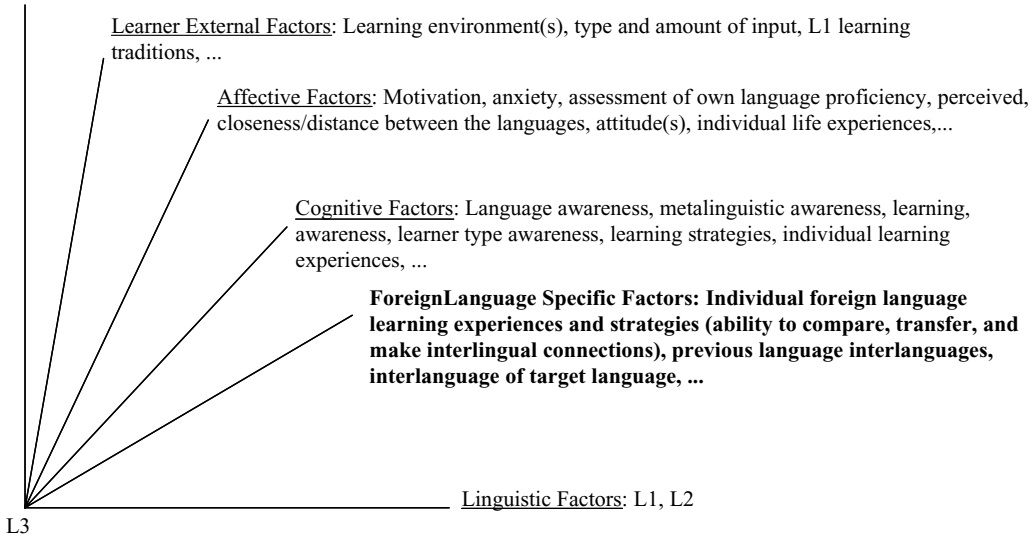 Learner External Factors: Learning environment(s), type and amount of input, L1 learning
traditions, ...
Affective Factors: Motivation, anxiety, assessment of own language proficiency, perceived,
closeness/distance between the languages, attitude(s), individual life experiences,...
Cognitive Factors: Language awareness, metalinguistic awareness, learning,
awareness, learner type awareness, learning strategies, individual learning
experiences, ...
ForeignLanguage Specific Factors: Individual foreign language
learning experiences and strategies (ability to compare, transfer, and
make interlingual connections), previous language interlanguages,
interlanguage of target language, ...
Linguistic Factors: L1, L2
L3